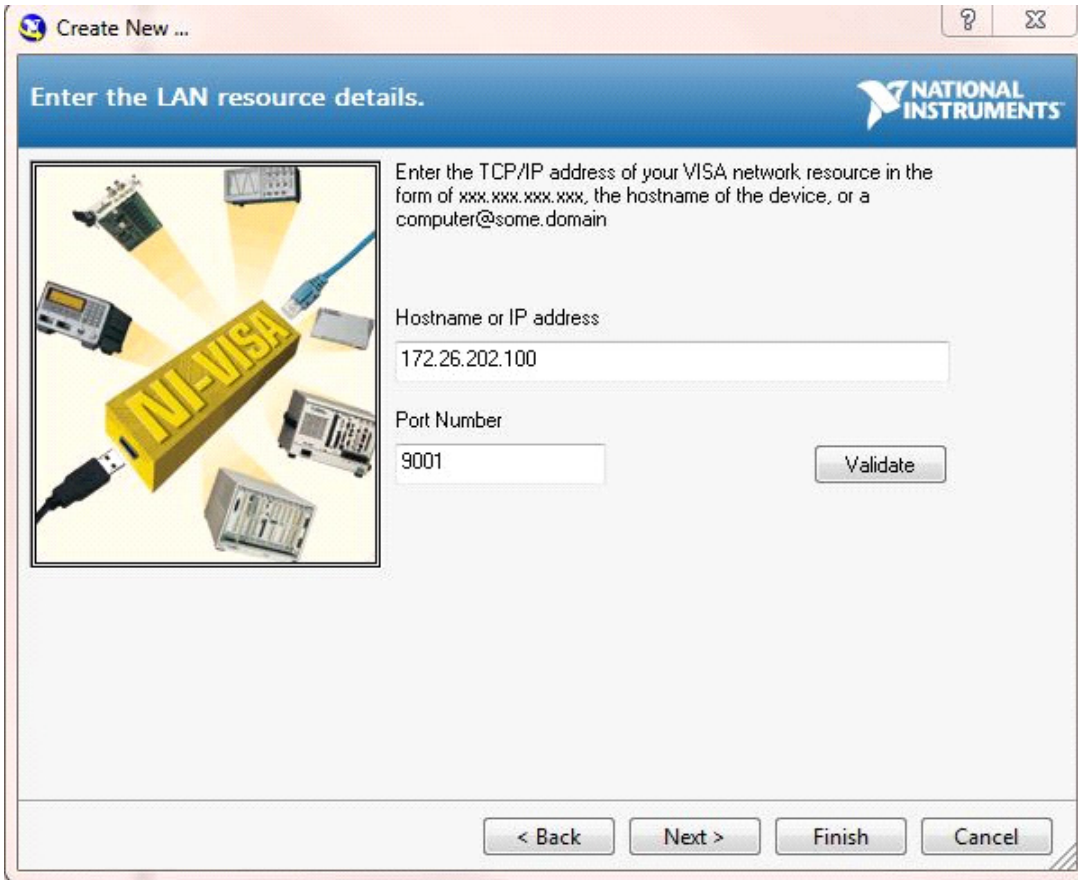 Create New ...
Enter the LAN resource details.
NATIONAL
INSTRUMENTS
Enter the TCP/IP address of your VISA network resource in the
form of xxx.xxx.xxx.xxx, the hostname of the device, or a
computer@some.domain
NI-VISA
Hostname or IP address
172.26.202.100
Port Number
9001
Validate
< Back
Next >
Finish
Cancel